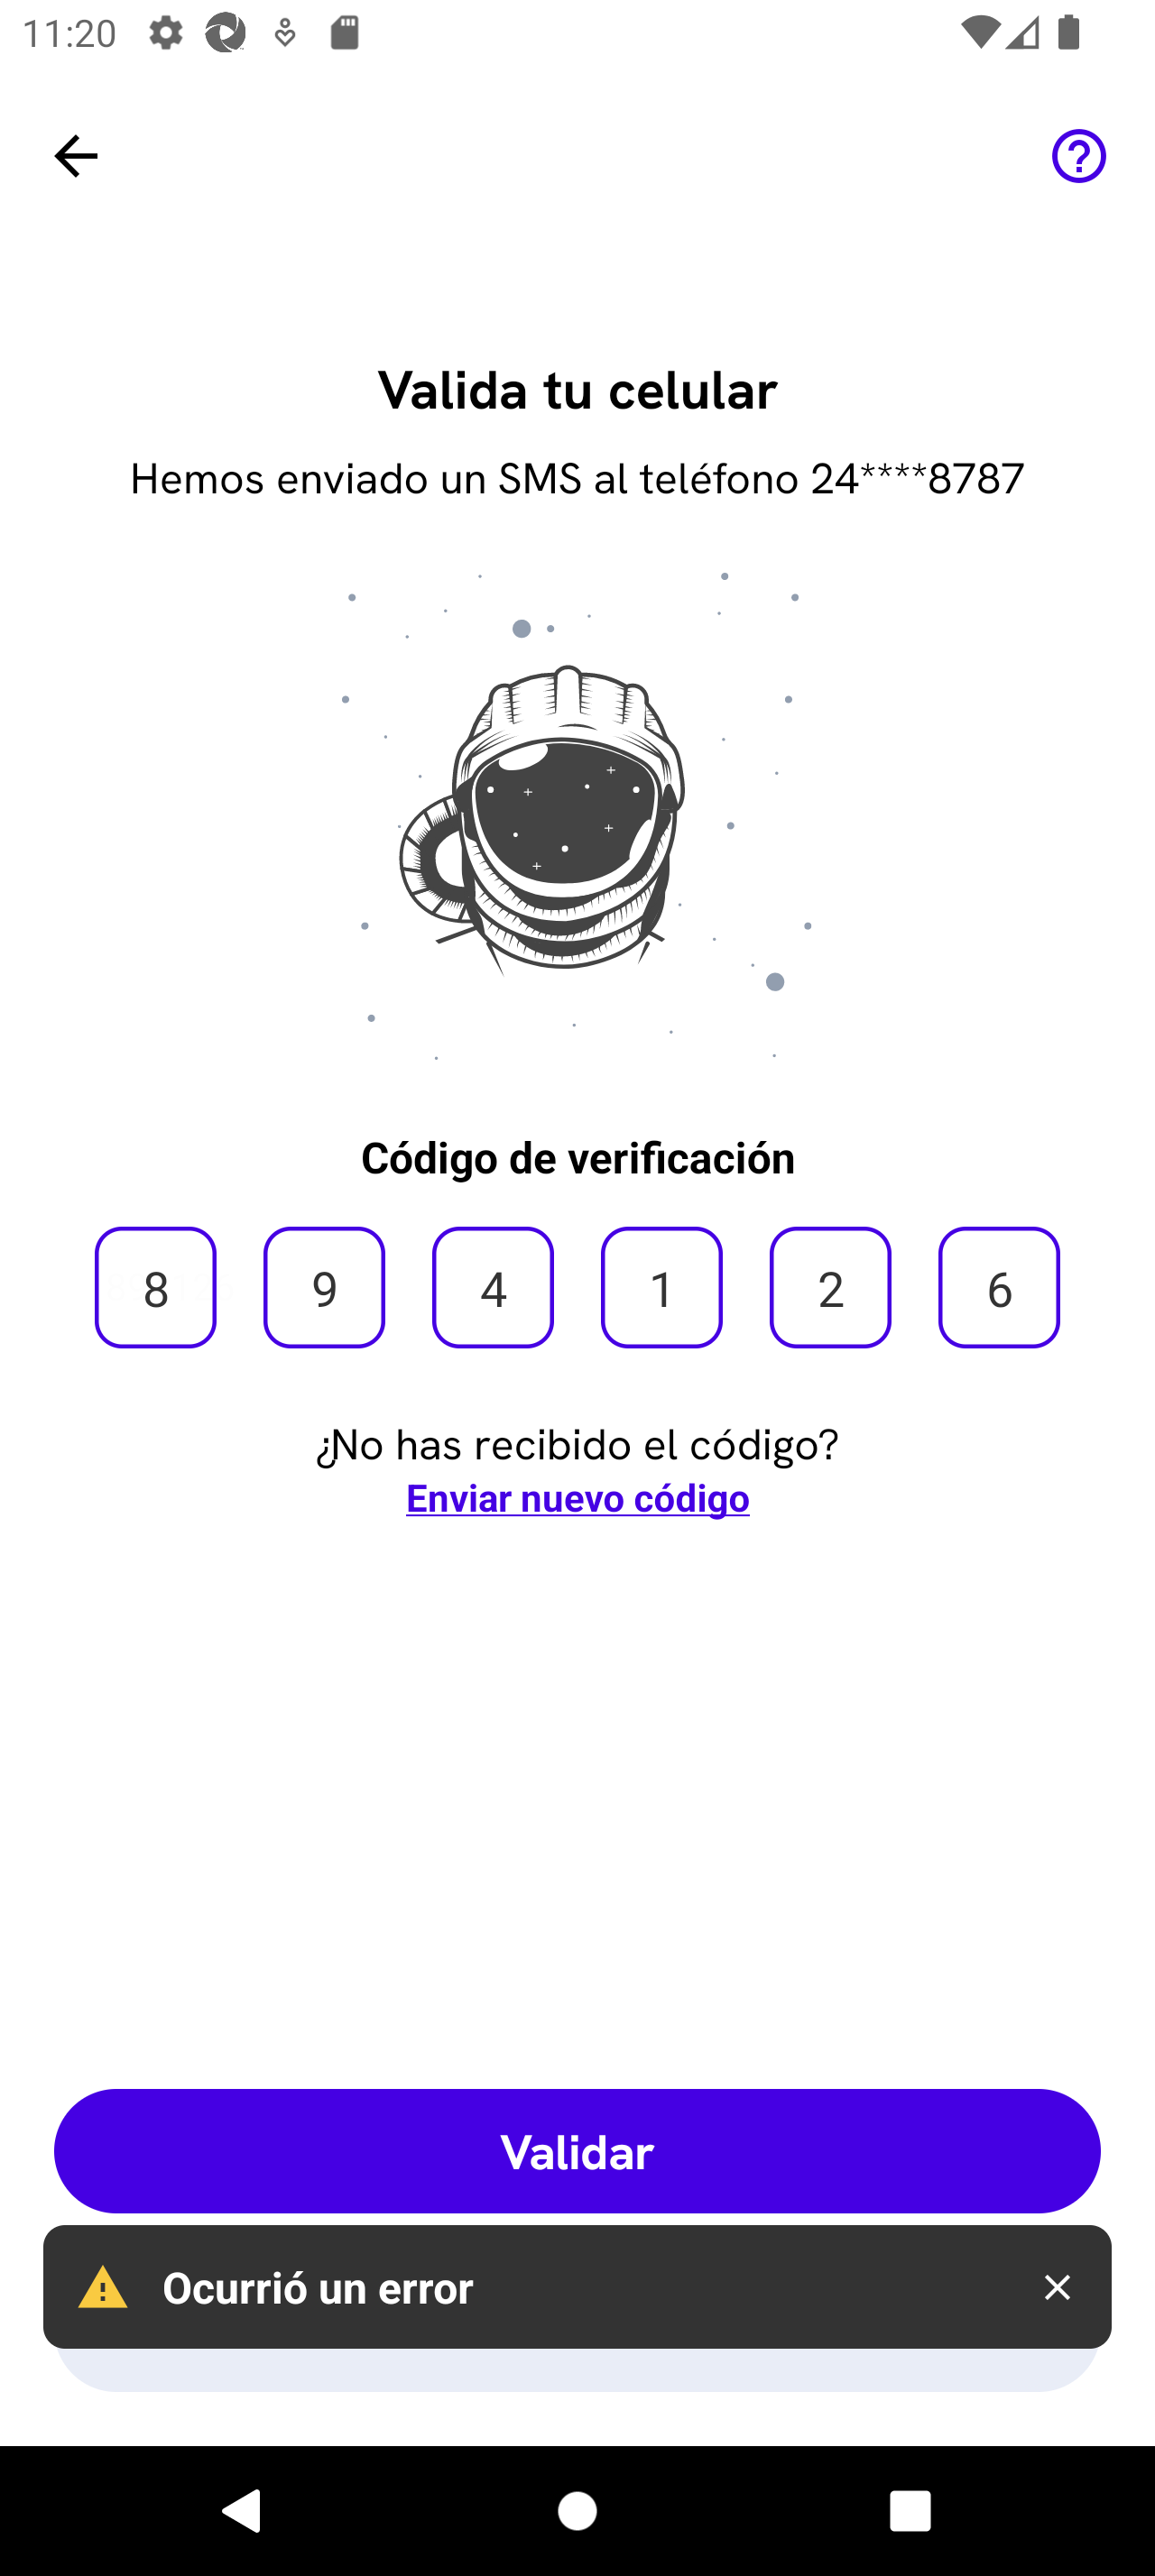 11:20
Valida tu celular
Hemos enviado un SMS al teléfono 24****8787
Código de verificación
8 9 4 1 2 6
¿No has recibido el código?
Enviar nuevo código
Validar
Ocurrió un error